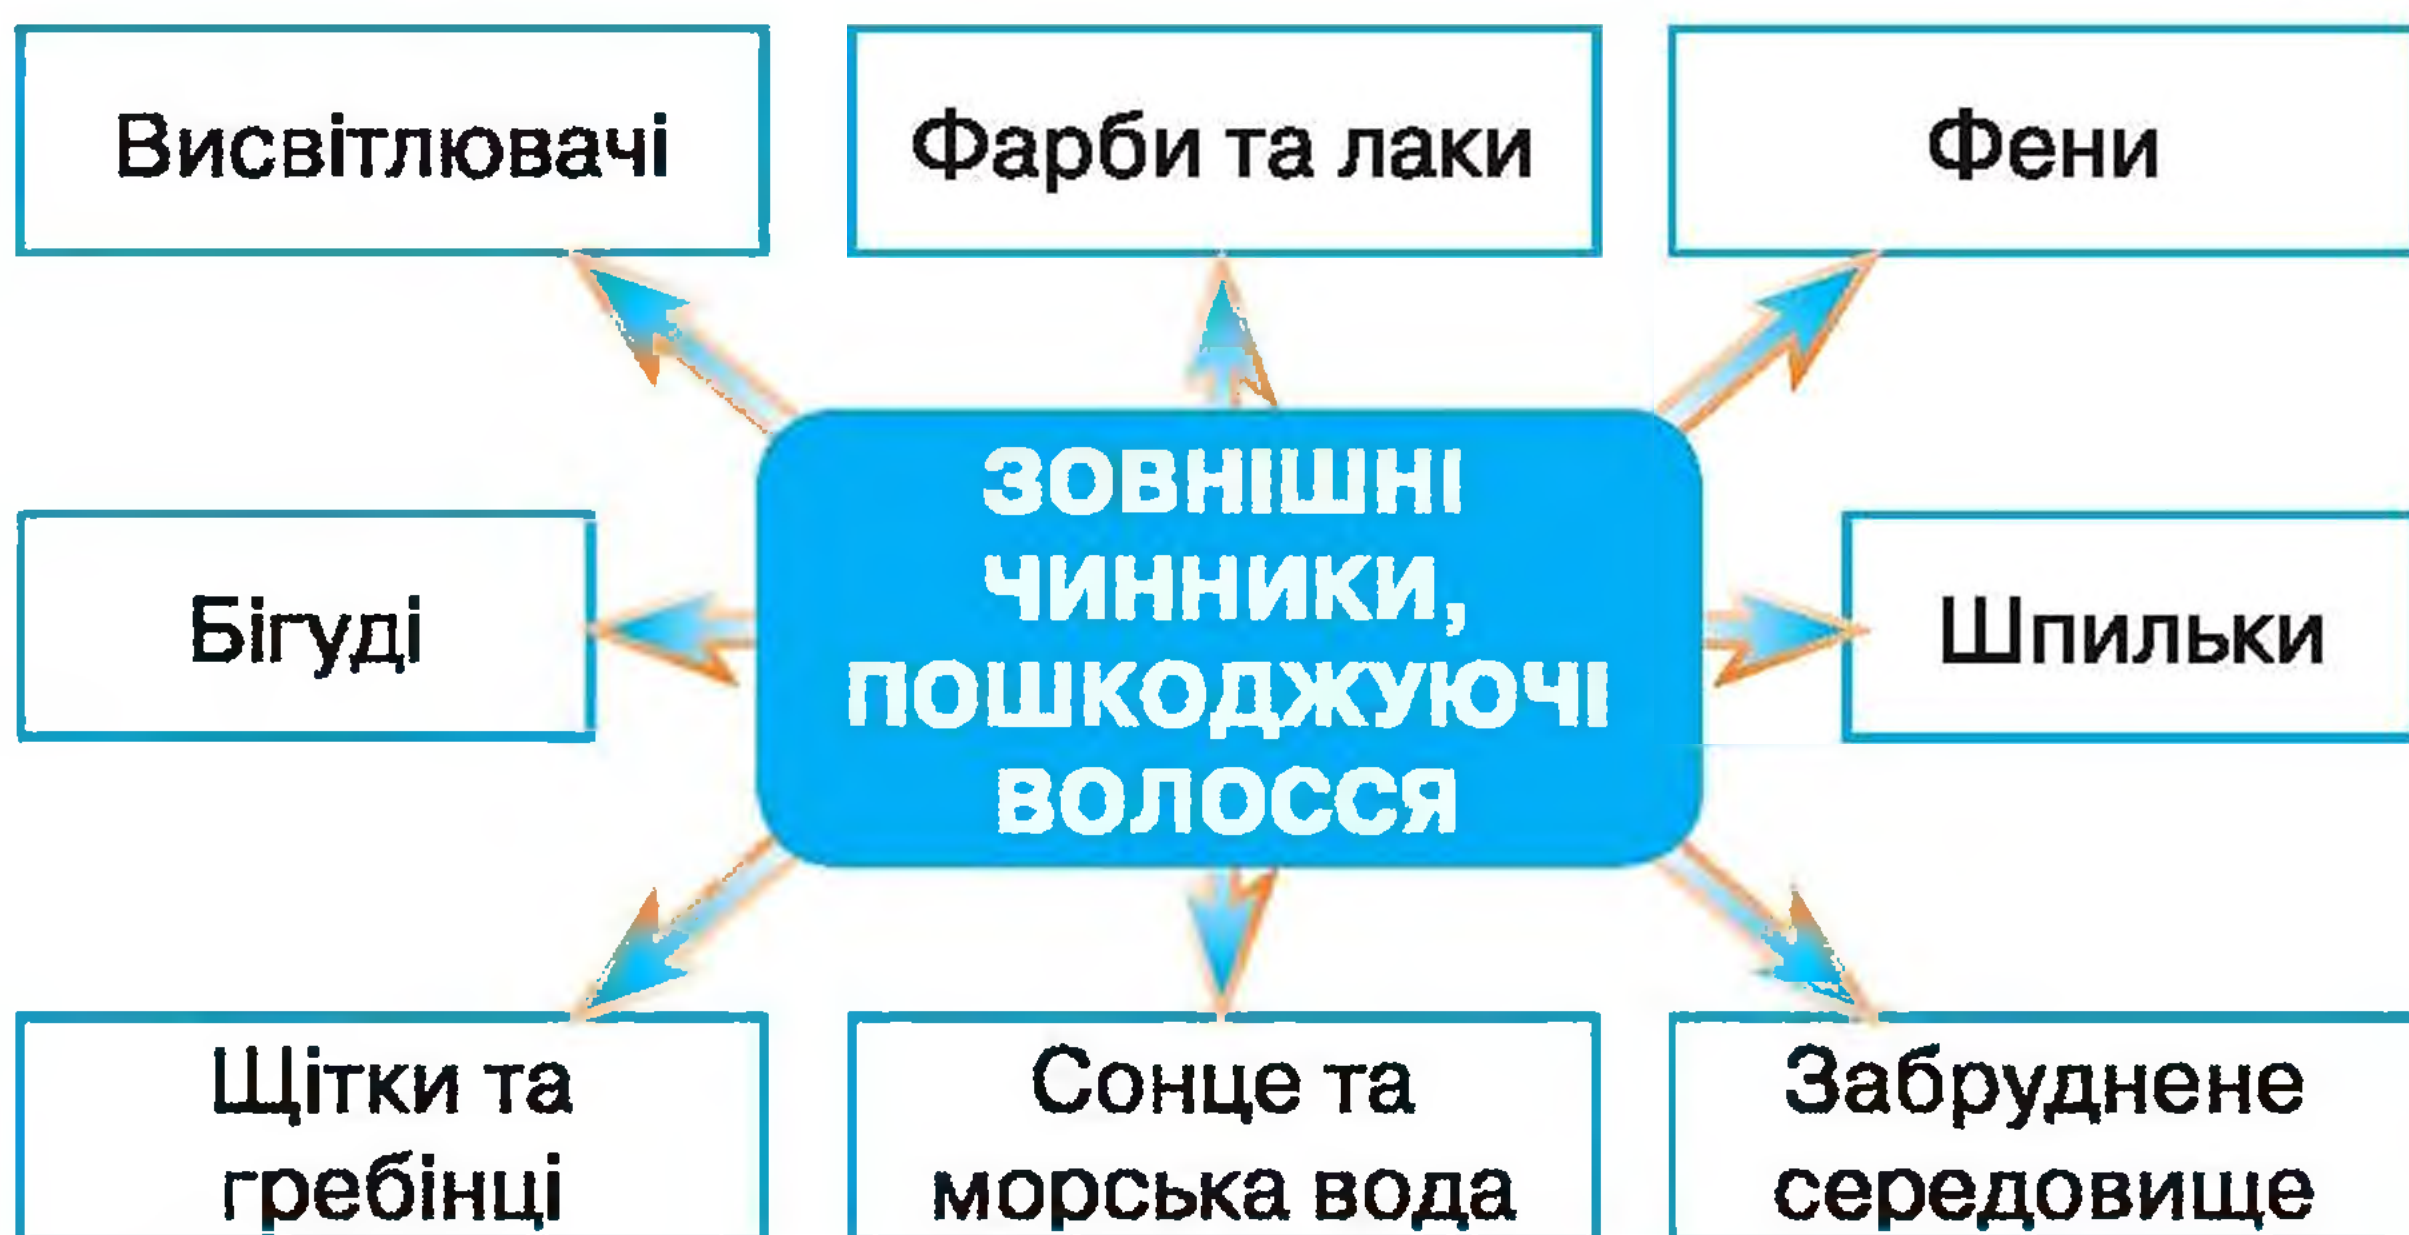 Висвітлювачі
Фарби та лаки
Фени
Бігуді
ЗОВНІШНІ
ЧИННИКИ,
ПОШКОДЖУЮЧІ
ВОЛОССЯ
Шпильки
Щітки та
гребінці
Сонце та
морська вода
Забруднене
середовище